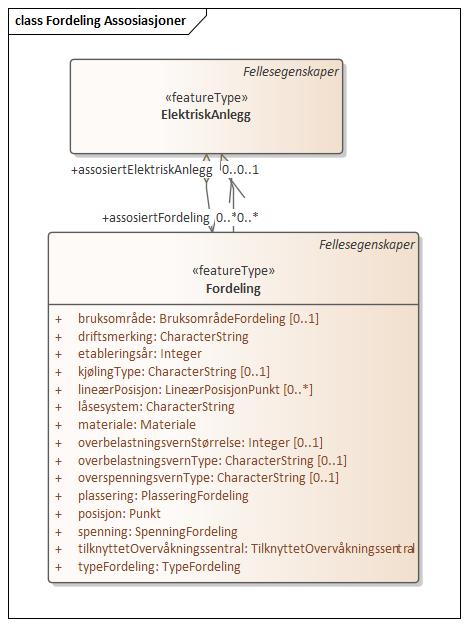 class Fordeling Assosiasjoner
Fellesegenskaper
«featureType»
ElektriskAnlegg
+assosiertElektriskAnlegg 0..0..1
+assosiertFordeling 0..*0..*
Fellesegenskaper
«featureType»
Fordeling
+ bruksområde: BruksområdeFordeling [0..1]
+ driftsmerking: CharacterString
+ etableringsår: Integer
+ kjølingType: CharacterString [0..1]
+ lineærPosisjon: LineærPosisjonPunkt [0..*]
+ låsesystem: CharacterString
+ materiale: Materiale
+ overbelastningsvernStørrelse: Integer [0..1]
+ overbelastningsvernType: CharacterString [0..1]
+ overspenningsvernType: CharacterString [0..1]
+ plassering: PlasseringFordeling
+ posisjon: Punkt
+ spenning: SpenningFordeling
+ tilknyttetOvervåkningssentral: TilknyttetOvervåkningssentral
+ typeFordeling: TypeFordeling